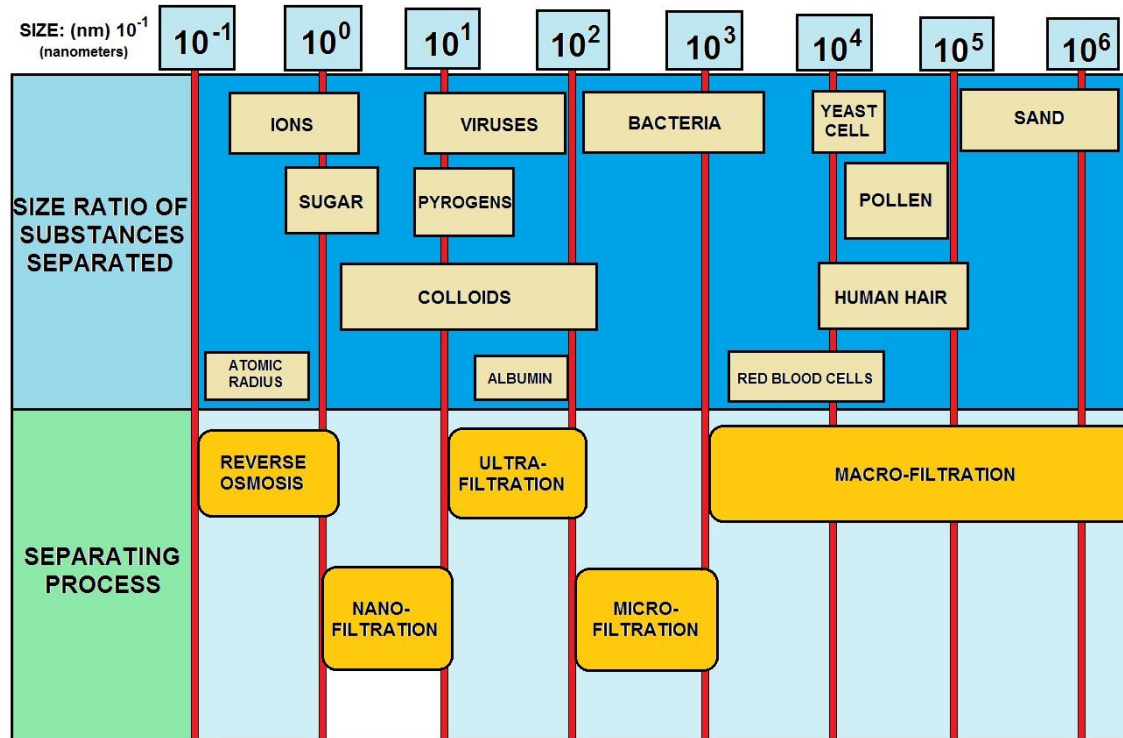 SIZE: (nm) 10⁻¹
(nanometers)
10⁻¹
10⁰
10¹
10²
10³
10⁴
10⁵
10⁶
SIZE RATIO OF
SUBSTANCES
SEPARATED
IONS
VIRUSES
BACTERIA
YEAST
CELL
SAND
SUGAR
PYROGENS
POLLEN
COLLOIDS
HUMAN HAIR
ATOMIC
RADIUS
ALBUMIN
RED BLOOD CELLS
SEPARATING
PROCESS
REVERSE
OSMOSIS
ULTRA-
FILTRATION
MACRO-FILTRATION
NANO-
FILTRATION
MICRO-
FILTRATION